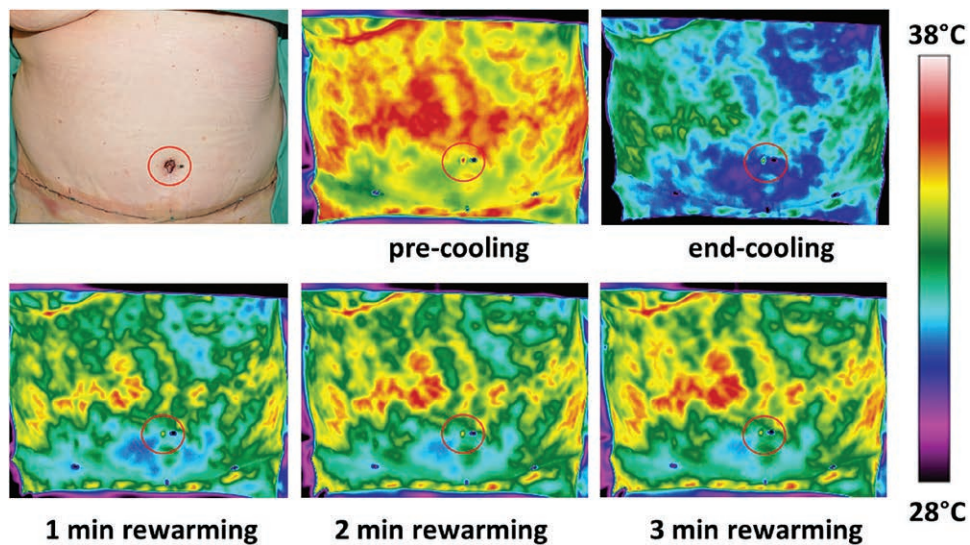 38°C
pre-cooling
end-cooling
1 min rewarming
2 min rewarming
3 min rewarming
28°C